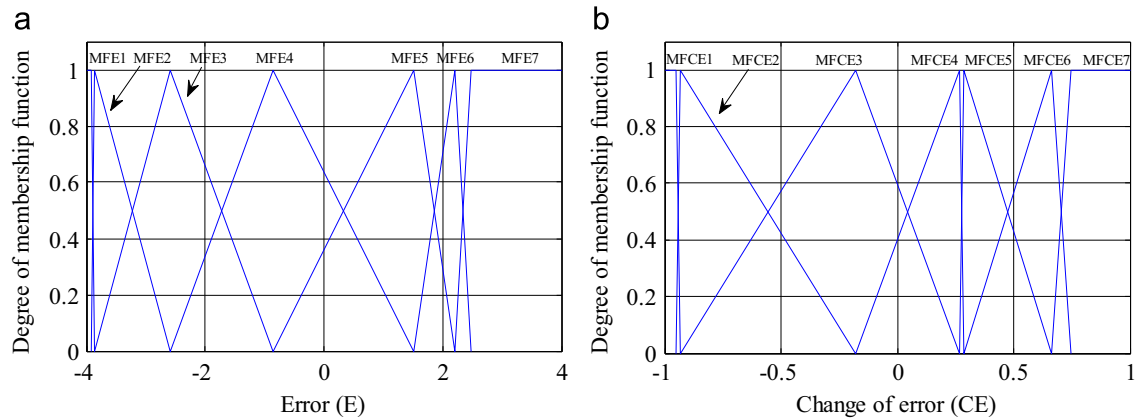 a
MFE1 MFE2 MFE3 MFE4 MFE5 MFE6 MFE7
1
0.8
0.6
0.4
0.2
0
-4 -2 0 2 4
Degree of membership function
Error (E)
b
MFCE1 MFCE2 MFCE3 MFCE4 MFCE5 MFCE6 MFCE7
1
0.8
0.6
0.4
0.2
0
-1 -0.5 0 0.5 1
Degree of membership function
Change of error (CE)